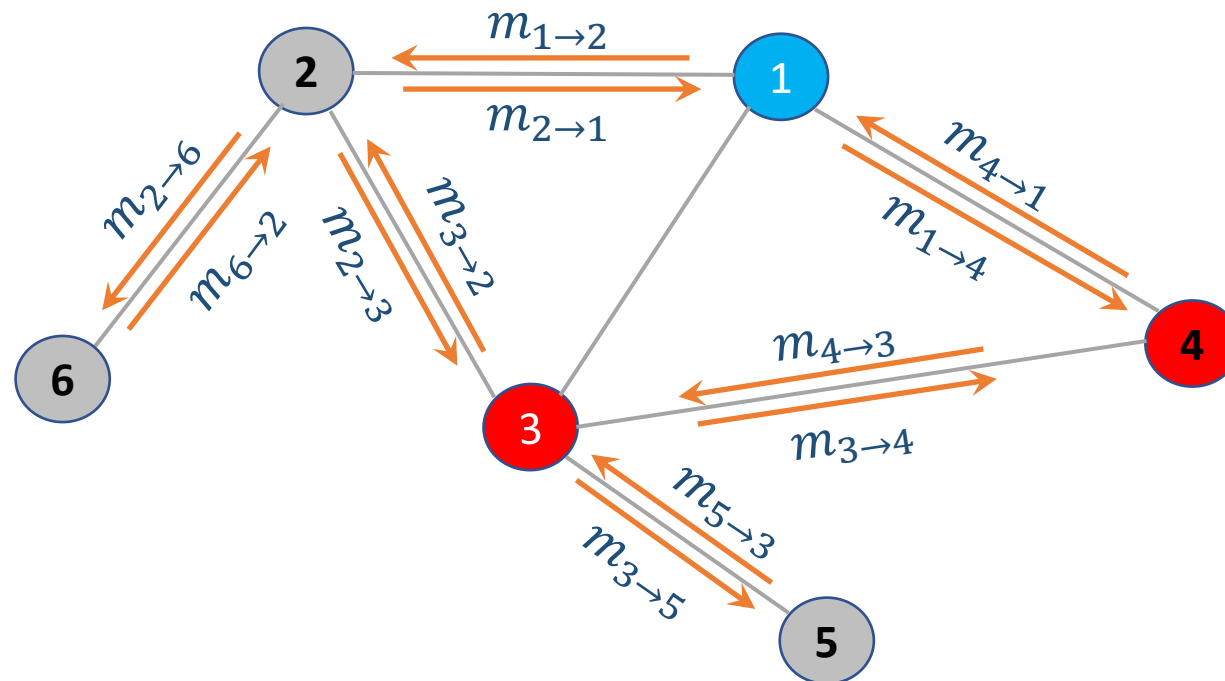 m₁→₂
2
1
m₂→₁
m₂→₆
m₆→₂
m₃→₂
m₂→₃
m₄→₁
m₁→₄
4
m₄→₃
6
3
m₃→₄
m₅→₃
m₃→₅
5